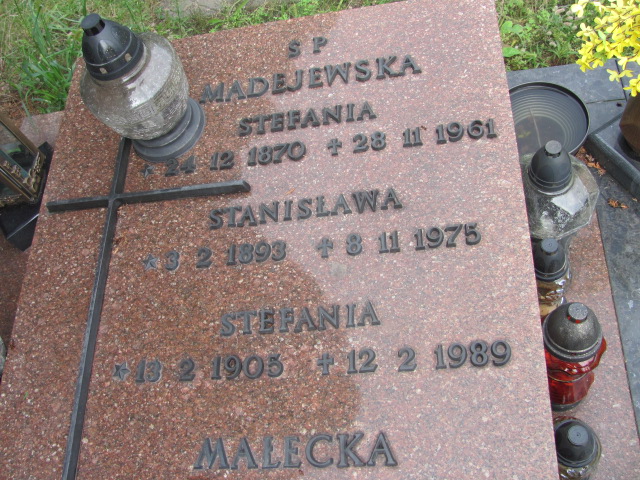 S P
MADEJEWSKA
STEFANIA
* 24 12 1870 ✝ 28 11 1961
STANISŁAWA
* 3 2 1893 ✝ 8 11 1975
STEFANIA
* 13 2 1905 ✝ 12 2 1989
MAŁECKA